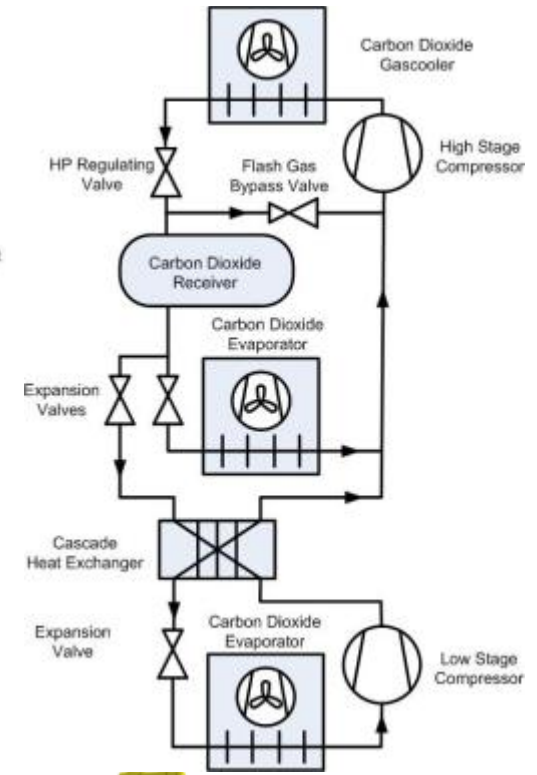 Carbon Dioxide
Gascooler
HP Regulating
Valve
Flash Gas
Bypass Valve
High Stage
Compressor
Carbon Dioxide
Receiver
Carbon Dioxide
Evaporator
Expansion
Valves
Cascade
Heat Exchanger
Expansion
Valve
Carbon Dioxide
Evaporator
Low Stage
Compressor